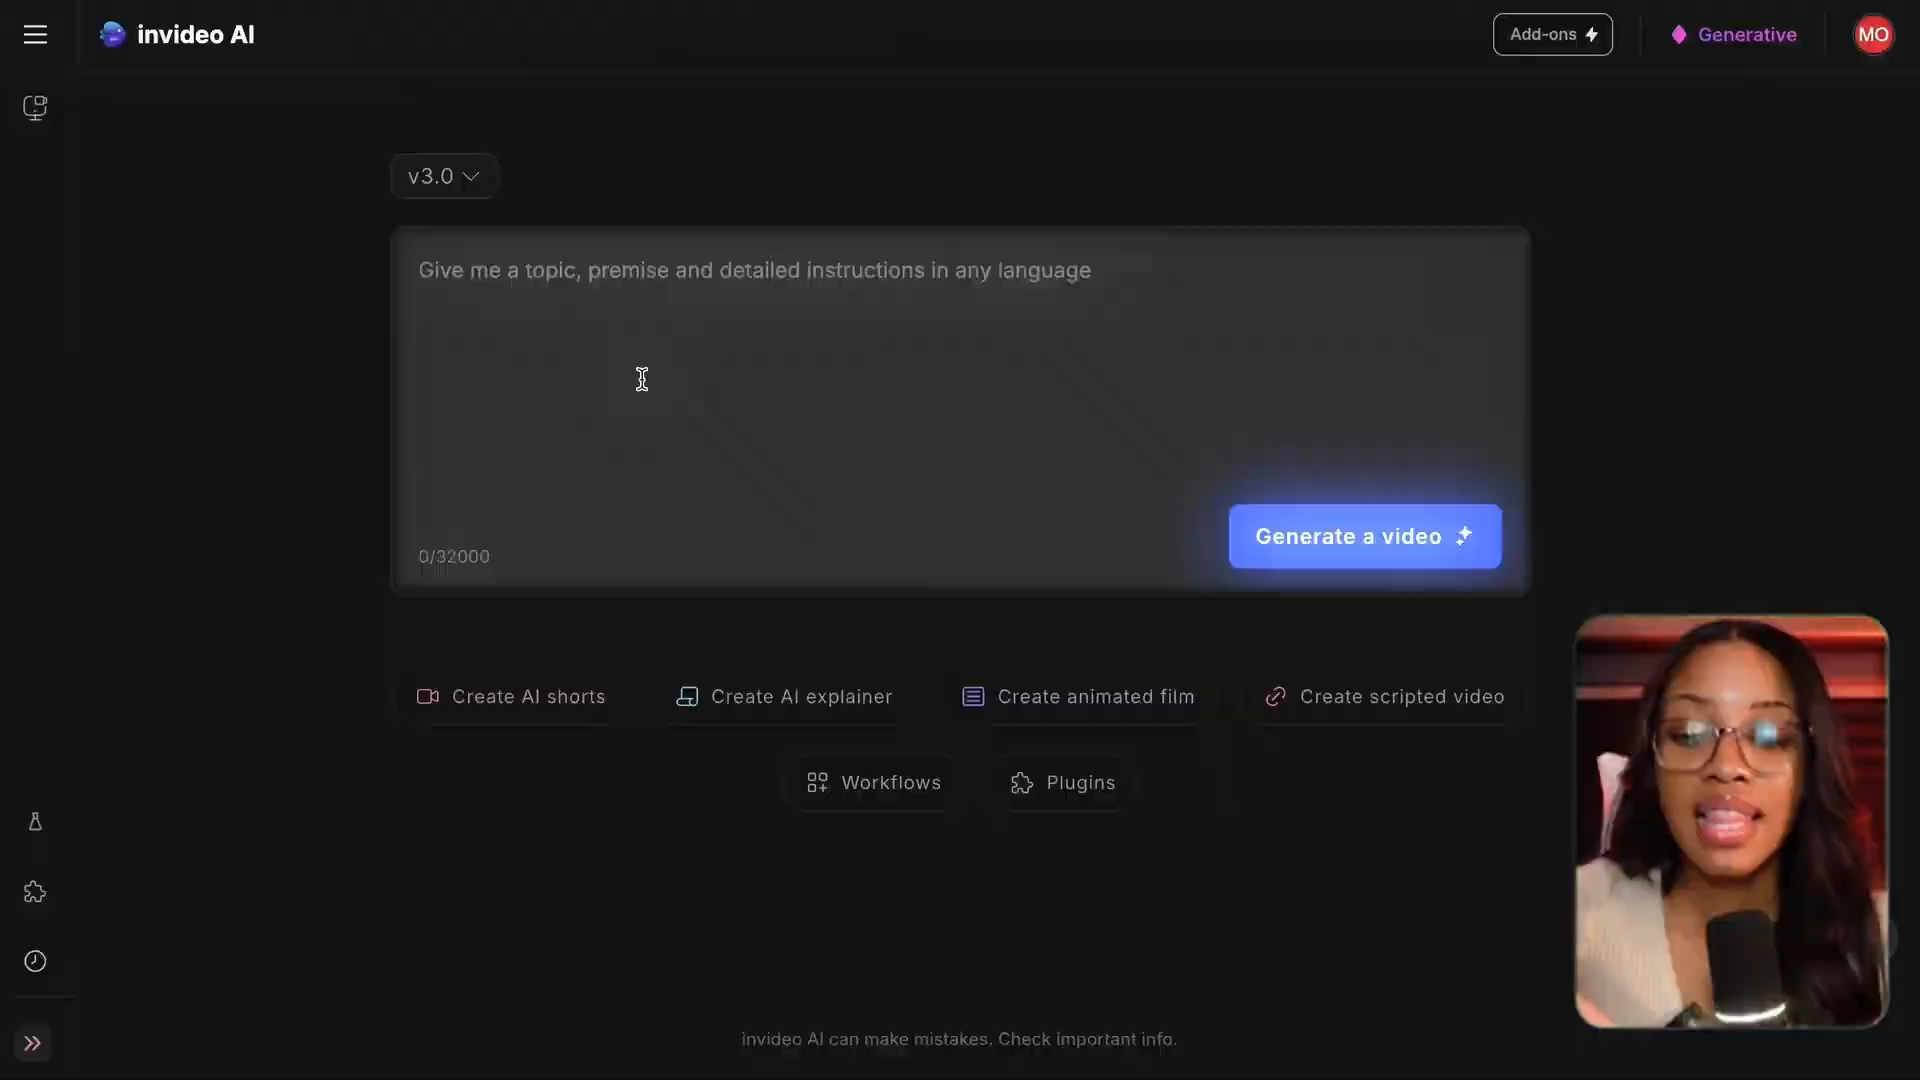 invideo AI
Add-ons
Generative
MO
v3.0
Give me a topic, premise and detailed instructions in any language
0/32000
Generate a video
Create AI shorts
Create AI explainer
Create animated film
Create scripted video
Workflows
Plugins
invideo AI can make mistakes. Check important info.